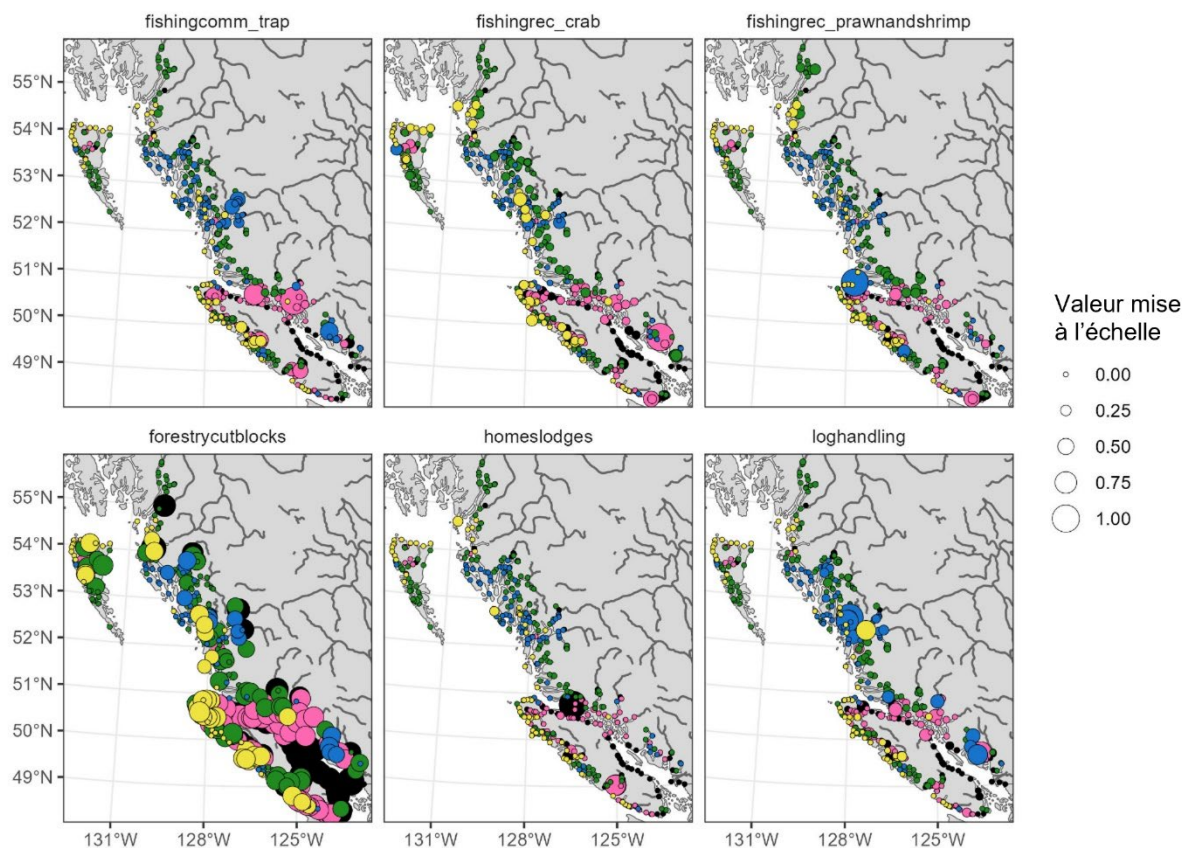 fishingcomm_trap
fishingrec_crab
fishingrec_prawnandshrimp
55°N
54°N
53°N
52°N
51°N
50°N
49°N
forestrycutblocks
homeslodges
loghandling
55°N
54°N
53°N
52°N
51°N
50°N
49°N
131°W
128°W
125°W
131°W
128°W
125°W
131°W
128°W
125°W
Valeur mise
à l'échelle
0.00
0.25
0.50
0.75
1.00